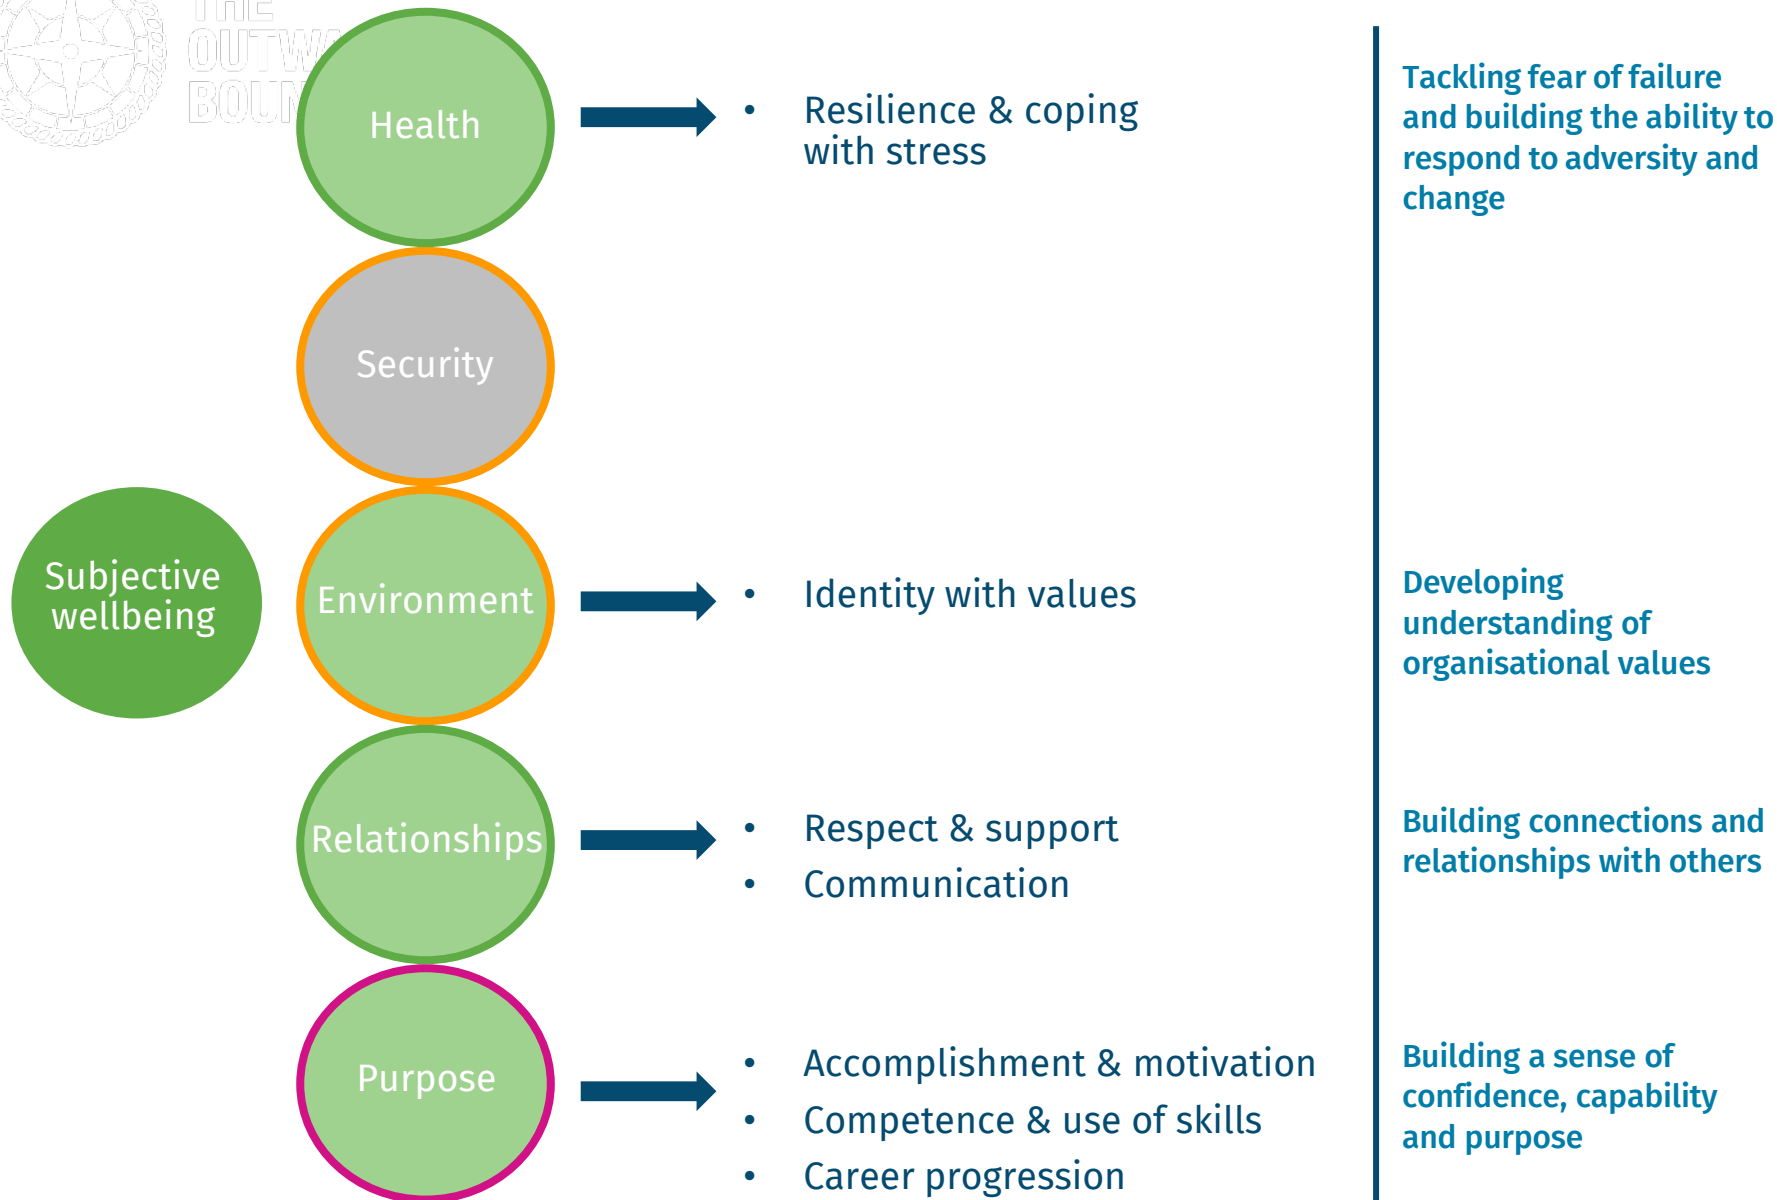 THE
Health
• Resilience & coping
with stress
Tackling fear of failure
and building the ability to
respond to adversity and
change
Security
Subjective
wellbeing
Environment
• Identity with values
Developing
understanding of
organisational values
Relationships
• Respect & support
• Communication
Building connections and
relationships with others
Purpose
• Accomplishment & motivation
• Competence & use of skills
• Career progression
Building a sense of
confidence, capability
and purpose